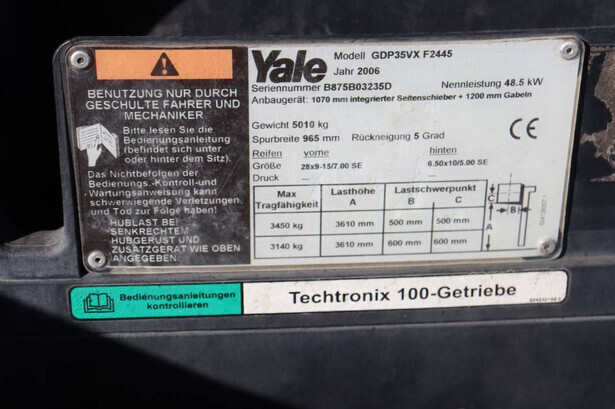 BENUTZUNG NUR DURCH
GESCHULTE FAHRER UND
MECHANIKER
Bitte lesen Sie die
Bedienungsanleitung
(befindet sich unter
oder hinter dem Sitz).
Das Nichtbefolgen der
Bedienungs,-Kontroll-und
Wartungsanweisung kann
schwerwiegende Verletzungen
und Tod zur Folge haben!
HUBLAST BEI
SENKRECHTEM
HUBGERUST UND
ZUSATZGERAT WIE OBEN
ANGEGEBEN.
Yale Modell GDP35VX F2445
Jahr 2006
Seriennummer B875B03235D Nennleistung 48.5 kW
Anbaugerät: 1070 mm integrierter Seitenschieber + 1200 mm Gabeln
Gewicht 5010 kg
Spurbreite 965 mm Rückneigung 5 Grad
Reifen vorne hinten
Größe 28x9-15/7.00 SE 6.50x10/5.00 SE
Druck — —
Max Tragfähigkeit Lasthöhe A Lastschwerpunkt B C
3450 kg 3610 mm 500 mm 500 mm
3140 kg 3610 mm 600 mm 600 mm
C
B
A
CE
Bedienungsanleitungen
kontrollieren
Techtronix 100-Getriebe